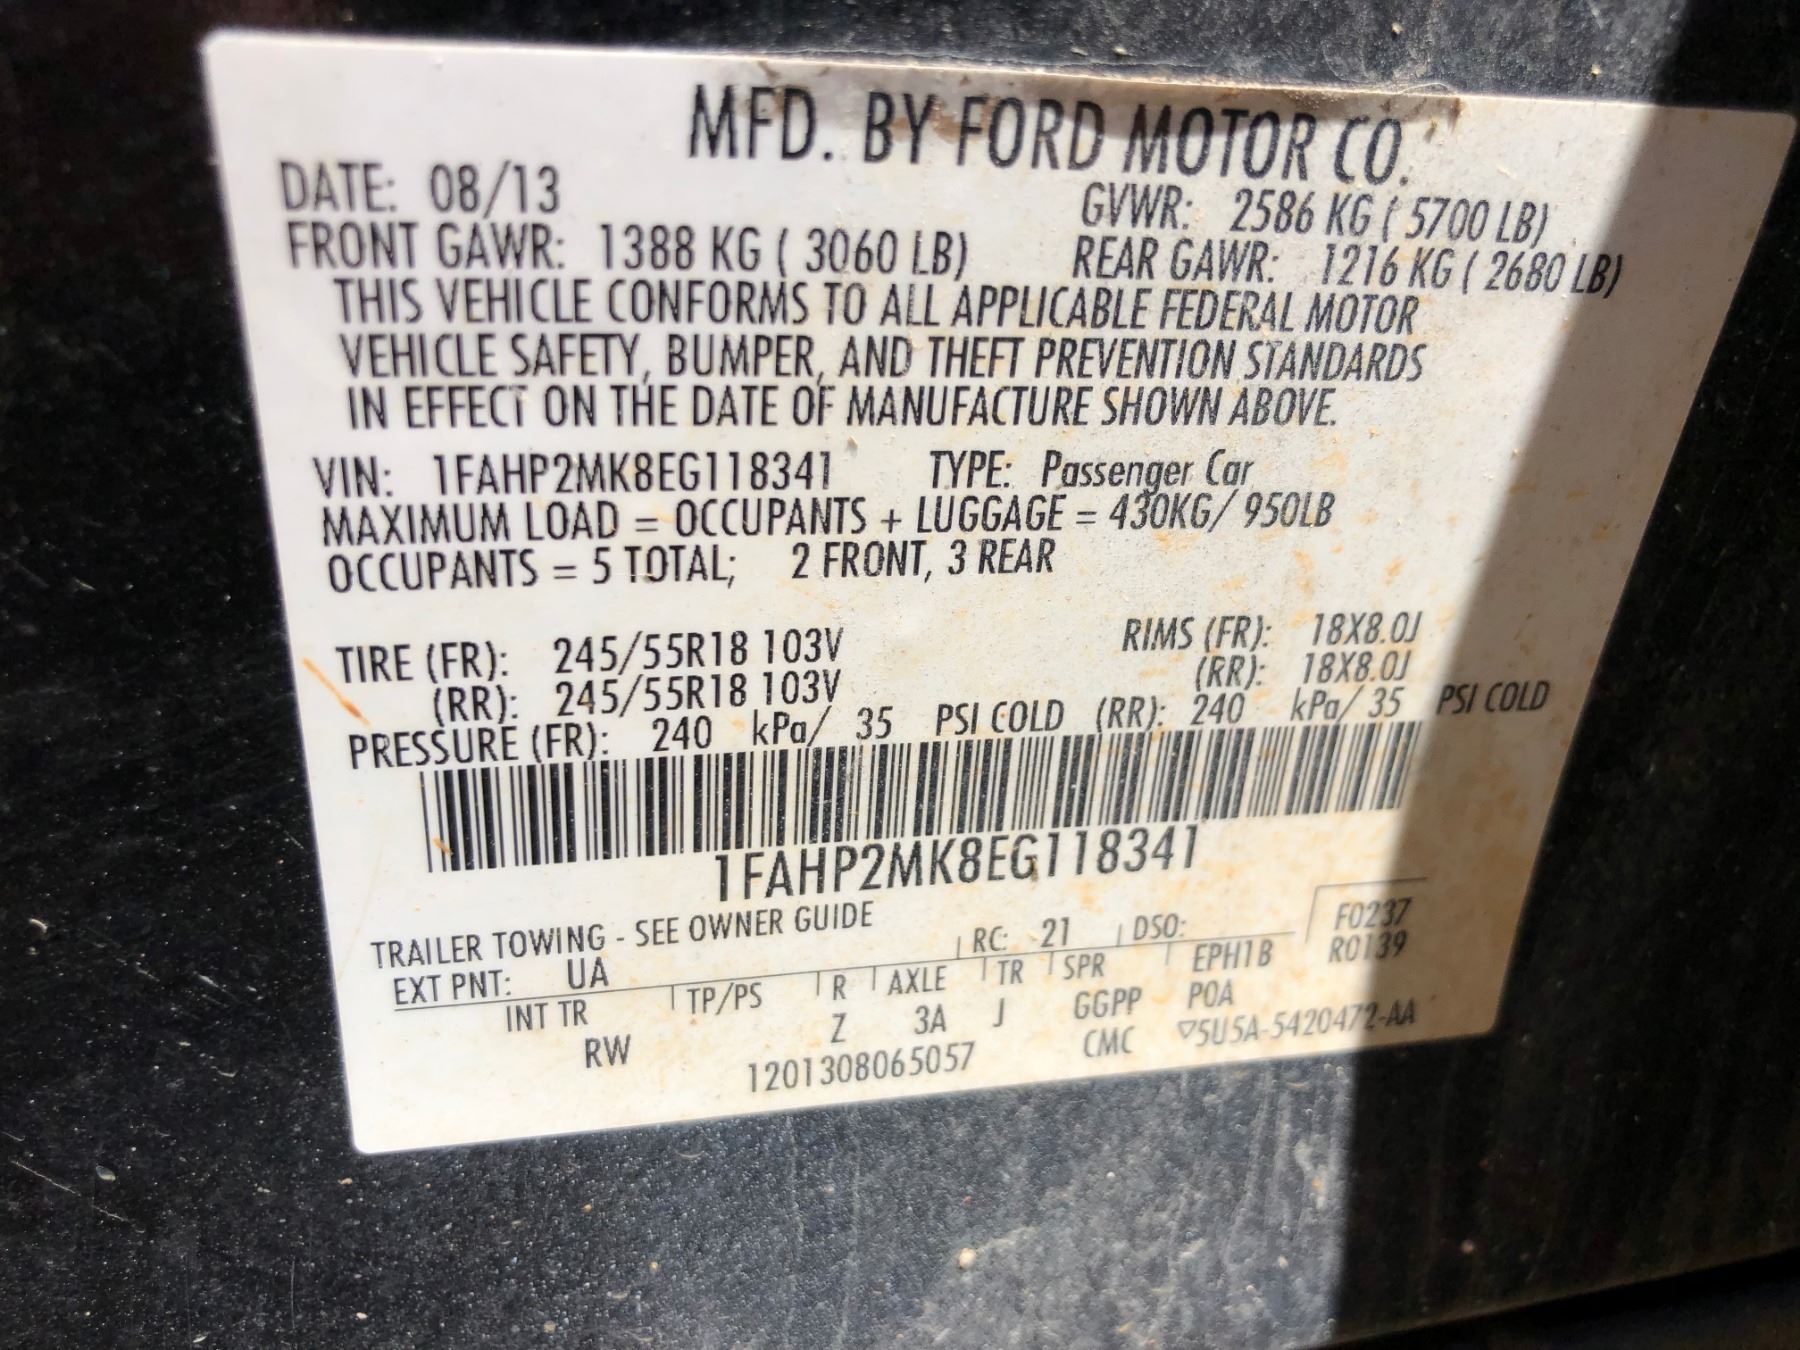 MFD. BY FORD MOTOR CO.
DATE: 08/13 GVWR: 2586 KG ( 5700 LB)
FRONT GAWR: 1388 KG ( 3060 LB) REAR GAWR: 1216 KG ( 2680 LB)
THIS VEHICLE CONFORMS TO ALL APPLICABLE FEDERAL MOTOR
VEHICLE SAFETY, BUMPER, AND THEFT PREVENTION STANDARDS
IN EFFECT ON THE DATE OF MANUFACTURE SHOWN ABOVE.
VIN: 1FAHP2MK8EG118341 TYPE: Passenger Car
MAXIMUM LOAD = OCCUPANTS + LUGGAGE = 430KG/ 950LB
OCCUPANTS = 5 TOTAL; 2 FRONT, 3 REAR
TIRE (FR): 245/55R18 103V RIMS (FR): 18X8.0J
(RR): 245/55R18 103V (RR): 18X8.0J
PRESSURE (FR): 240 kPa/ 35 PSI COLD (RR): 240 kPa/ 35 PSI COLD
1FAHP2MK8EG118341
TRAILER TOWING - SEE OWNER GUIDE F0237
EXT PNT: UA RC: 21 DSO: R0139
INT TR TP/PS R AXLE TR SPR EPH1B
RW Z 3A J GGPP POA
1201308065057 CMC ▽5U5A-5420472-AA